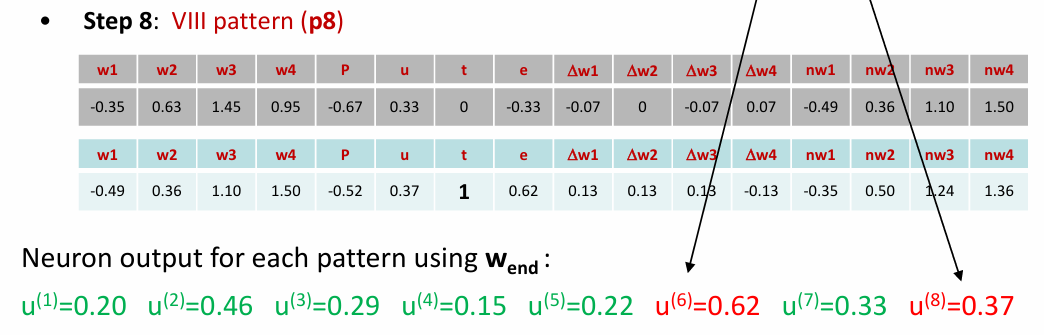 • Step 8: VIII pattern (p8)
w1 w2 w3 w4 P u t e Δw1 Δw2 Δw3 Δw4 nw1 nw2 nw3 nw4
-0.35 0.63 1.45 0.95 -0.67 0.33 0 -0.33 -0.07 0 -0.07 0.07 -0.49 0.36 1.10 1.50
w1 w2 w3 w4 P u t e Δw1 Δw2 Δw3 Δw4 nw1 nw2 nw3 nw4
-0.49 0.36 1.10 1.50 -0.52 0.37 1 0.62 0.13 0.13 0.13 -0.13 -0.35 0.50 1.24 1.36
Neuron output for each pattern using wend :
u(1)=0.20 u(2)=0.46 u(3)=0.29 u(4)=0.15 u(5)=0.22 u(6)=0.62 u(7)=0.33 u(8)=0.37